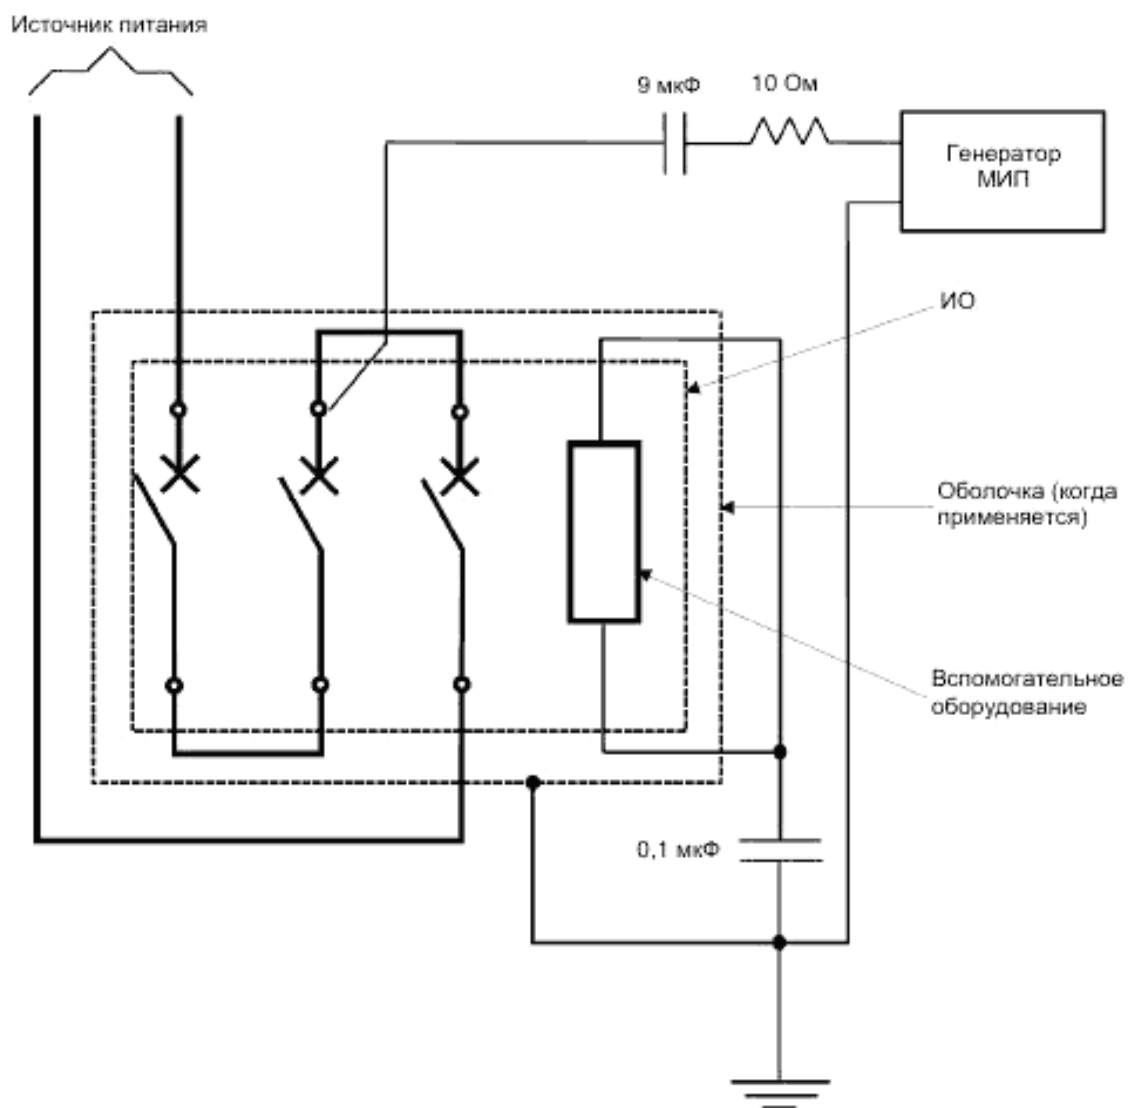 Источник питания
9 мкФ
10 Ом
Генератор
МИП
ИО
Оболочка (когда
применяется)
Вспомогательное
оборудование
0,1 мкФ